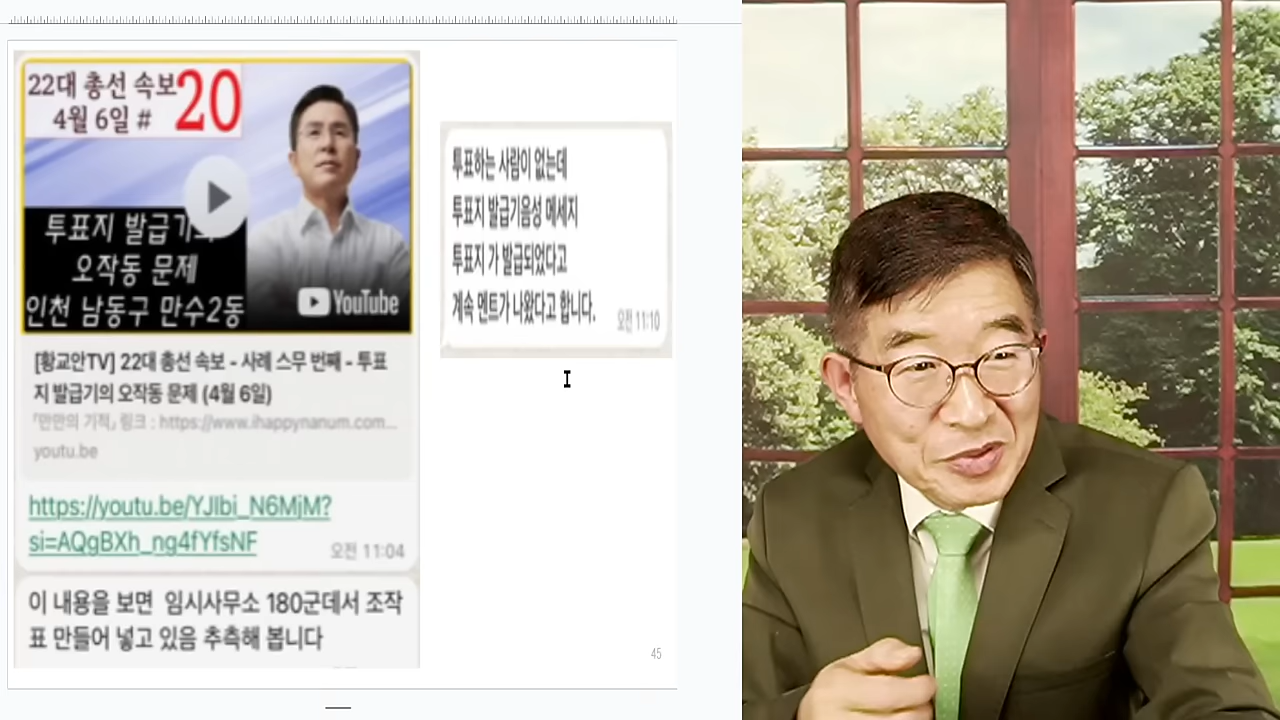 22대 총선 속보
4월 6일 # 20
투표지 발급기의
오작동 문제
인천 남동구 만수2동
YouTube
[황교안TV] 22대 총선 속보 - 사례 스무 번째 - 투표
지 발급기의 오작동 문제 (4월 6일)
「만만의 기적」 링크 : https://www.ihappynanum.com...
youtu.be
https://youtu.be/YJlbi_N6MjM?
si=AQgBXh_ng4fYfsNF
오전 11:04
이 내용을 보면 임시사무소 180군데서 조작
표 만들어 넣고 있음 추측해 봅니다
투표하는 사람이 없는데
투표지 발급기음성 메세지
투표지 가 발급되었다고
계속 멘트가 나왔다고 합니다.
오전 11:10
45